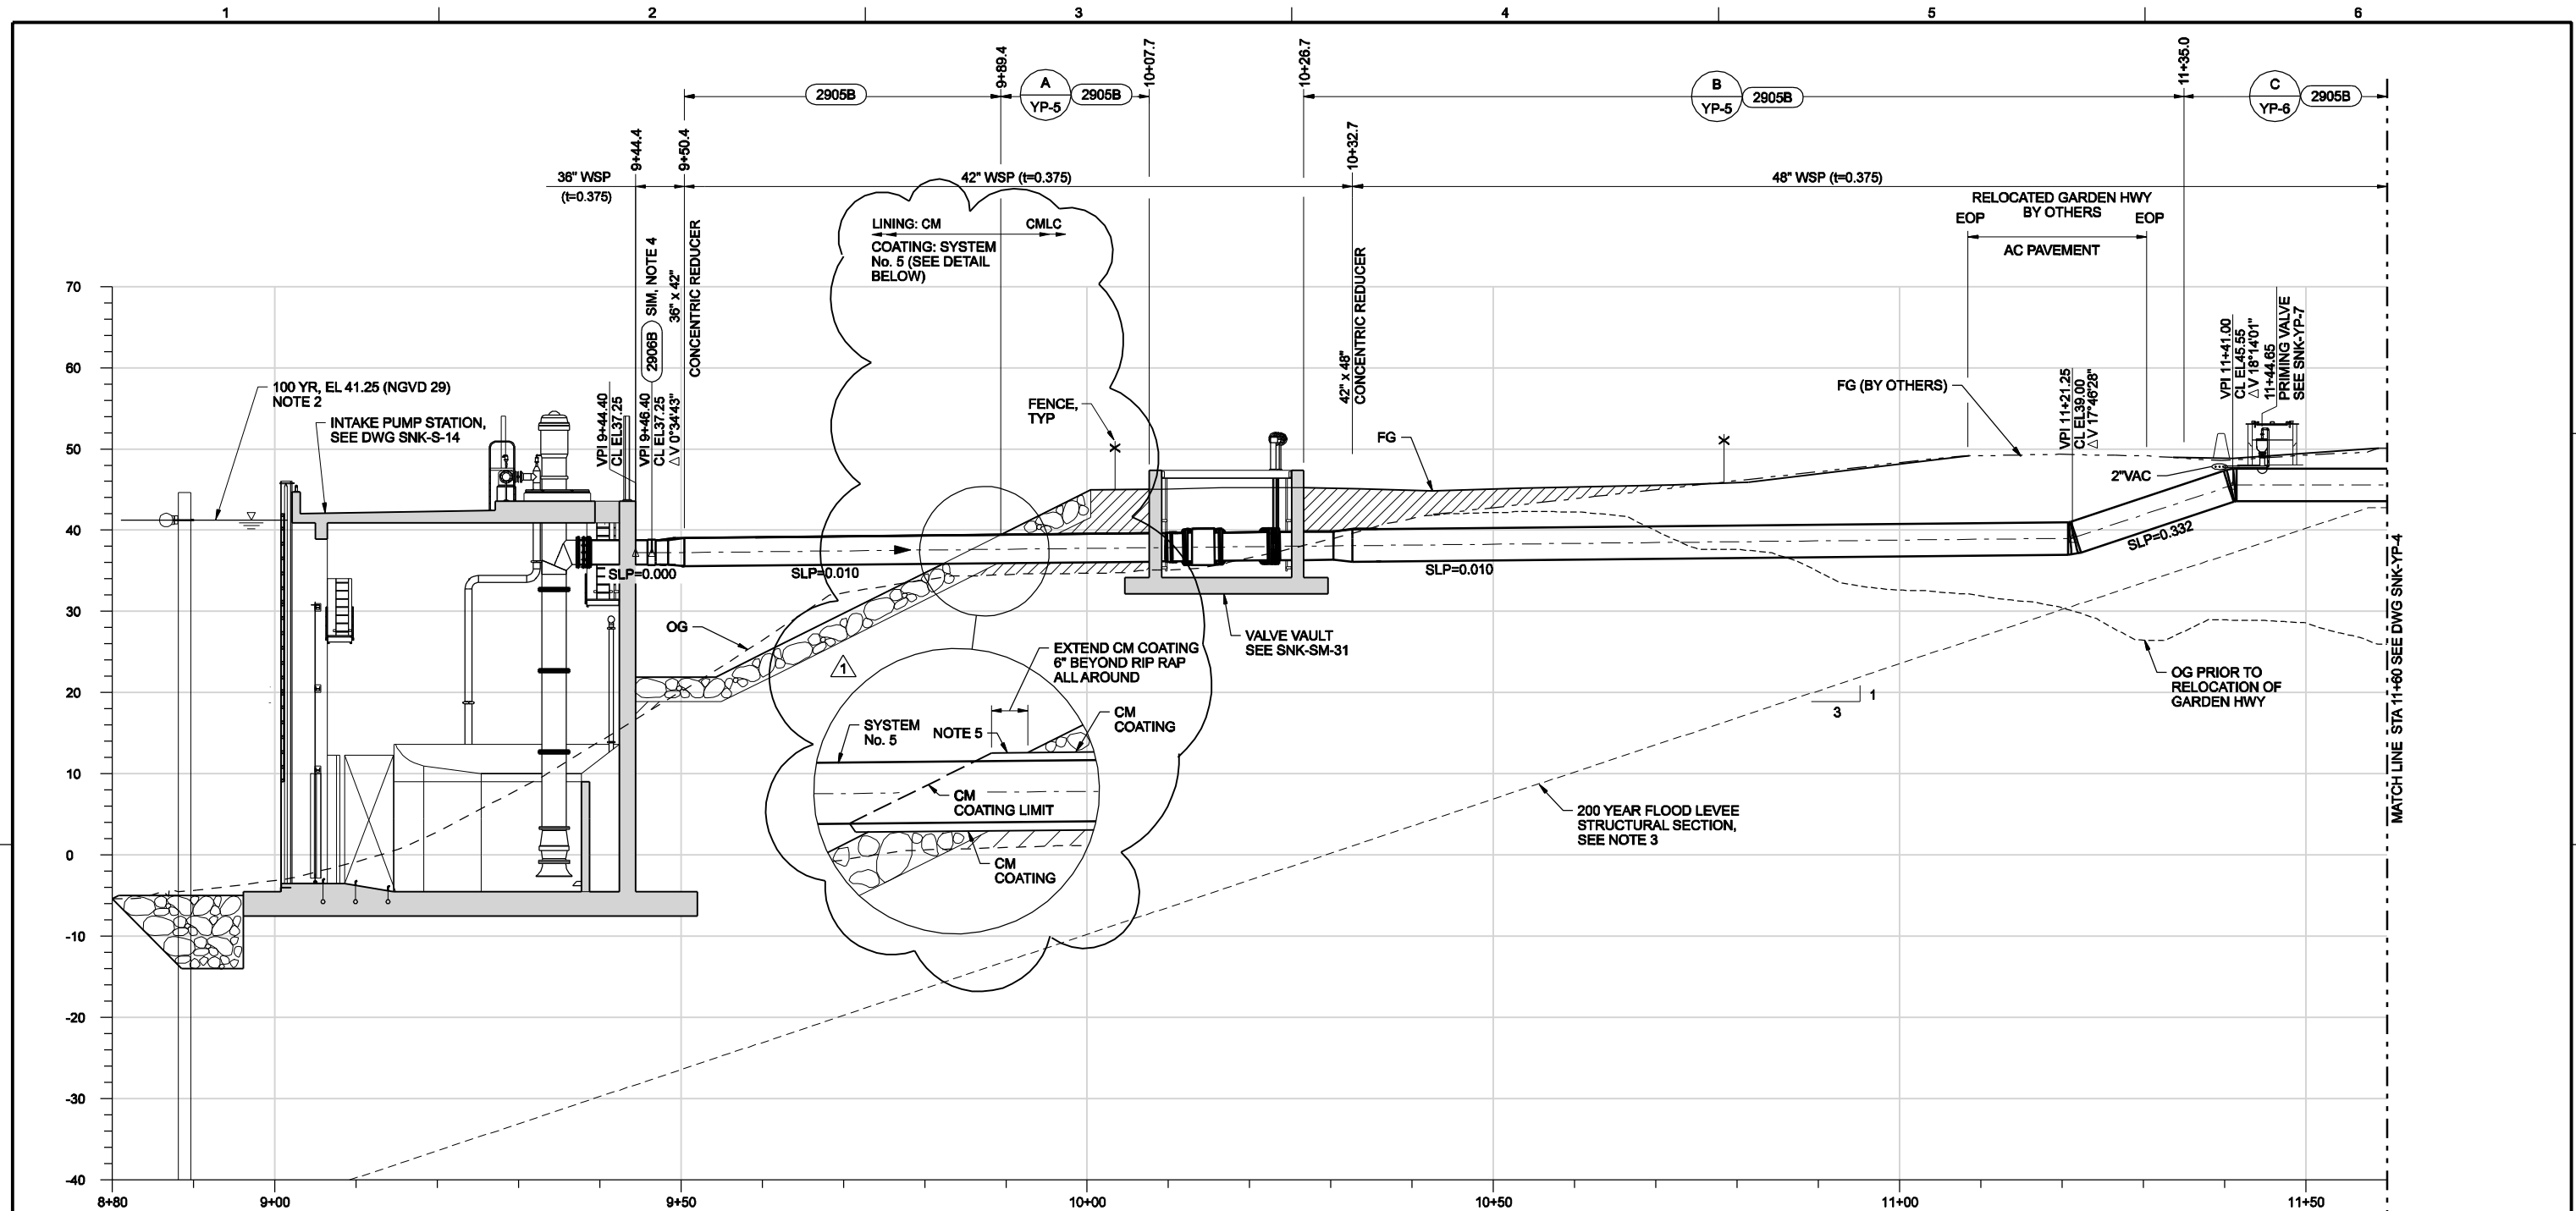 1 2 3 4 5 6
9+89.4
10+07.7
10+26.7
11+35.0
2905B
A
YP-5
2905B
B
YP-5
2905B
C
YP-6
2905B
9+44.4
9+50.4
10+32.7
36" WSP
(t=0.375)
42" WSP (t=0.375)
48" WSP (t=0.375)
RELOCATED GARDEN HWY
BY OTHERS
EOP
EOP
AC PAVEMENT
LINING: CM
CMLC
COATING: SYSTEM
No. 5 (SEE DETAIL
BELOW)
2906B
SIM, NOTE 4
36" x 42"
CONCENTRIC REDUCER
42" x 48"
CONCENTRIC REDUCER
VPI 9+44.40
CL EL37.25
VPI 9+46.40
CL EL37.25
△V 0°34'43"
VPI 11+21.25
CL EL39.00
△V 17°46'28"
VPI 11+41.00
CL EL45.55
△V 18°14'01"
11+44.65
PRIMING VALVE
SEE SNK-YP-7
100 YR, EL 41.25 (NGVD 29)
NOTE 2
INTAKE PUMP STATION,
SEE DWG SNK-S-14
FENCE,
TYP
FG
FG (BY OTHERS)
2"VAC
SLP=0.000
SLP=0.010
SLP=0.010
SLP=0.332
OG
1
VALVE VAULT
SEE SNK-SM-31
EXTEND CM COATING
6" BEYOND RIP RAP
ALL AROUND
SYSTEM
No. 5
NOTE 5
CM
COATING
CM
COATING LIMIT
CM
COATING
OG PRIOR TO
RELOCATION OF
GARDEN HWY
1
3
200 YEAR FLOOD LEVEE
STRUCTURAL SECTION,
SEE NOTE 3
MATCH LINE STA 11+60 SEE DWG SNK-YP-4
70
60
50
40
30
20
10
0
-10
-20
-30
-40
8+80 9+00 9+50 10+00 10+50 11+00 11+50